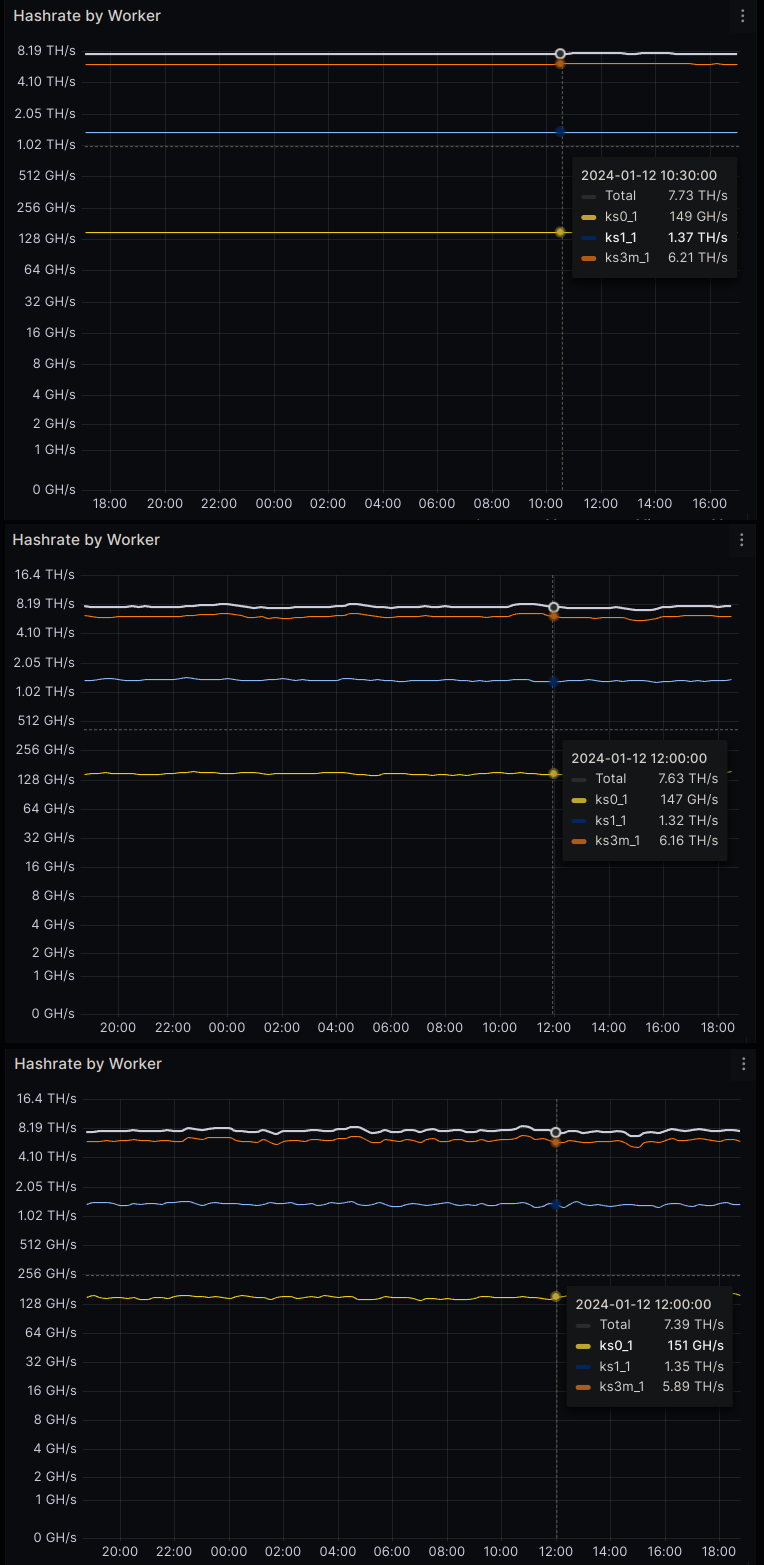 Hashrate by Worker
8.19 TH/s
4.10 TH/s
2.05 TH/s
1.02 TH/s
512 GH/s
256 GH/s
128 GH/s
64 GH/s
32 GH/s
16 GH/s
8 GH/s
4 GH/s
2 GH/s
1 GH/s
0 GH/s
2024-01-12 10:30:00
Total 7.73 TH/s
ks0_1 149 GH/s
ks1_1 1.37 TH/s
ks3m_1 6.21 TH/s
18:00 20:00 22:00 00:00 02:00 04:00 06:00 08:00 10:00 12:00 14:00 16:00
Hashrate by Worker
16.4 TH/s
8.19 TH/s
4.10 TH/s
2.05 TH/s
1.02 TH/s
512 GH/s
256 GH/s
128 GH/s
64 GH/s
32 GH/s
16 GH/s
8 GH/s
4 GH/s
2 GH/s
1 GH/s
0 GH/s
2024-01-12 12:00:00
Total 7.63 TH/s
ks0_1 147 GH/s
ks1_1 1.32 TH/s
ks3m_1 6.16 TH/s
20:00 22:00 00:00 02:00 04:00 06:00 08:00 10:00 12:00 14:00 16:00 18:00
Hashrate by Worker
16.4 TH/s
8.19 TH/s
4.10 TH/s
2.05 TH/s
1.02 TH/s
512 GH/s
256 GH/s
128 GH/s
64 GH/s
32 GH/s
16 GH/s
8 GH/s
4 GH/s
2 GH/s
1 GH/s
0 GH/s
2024-01-12 12:00:00
Total 7.39 TH/s
ks0_1 151 GH/s
ks1_1 1.35 TH/s
ks3m_1 5.89 TH/s
20:00 22:00 00:00 02:00 04:00 06:00 08:00 10:00 12:00 14:00 16:00 18:00